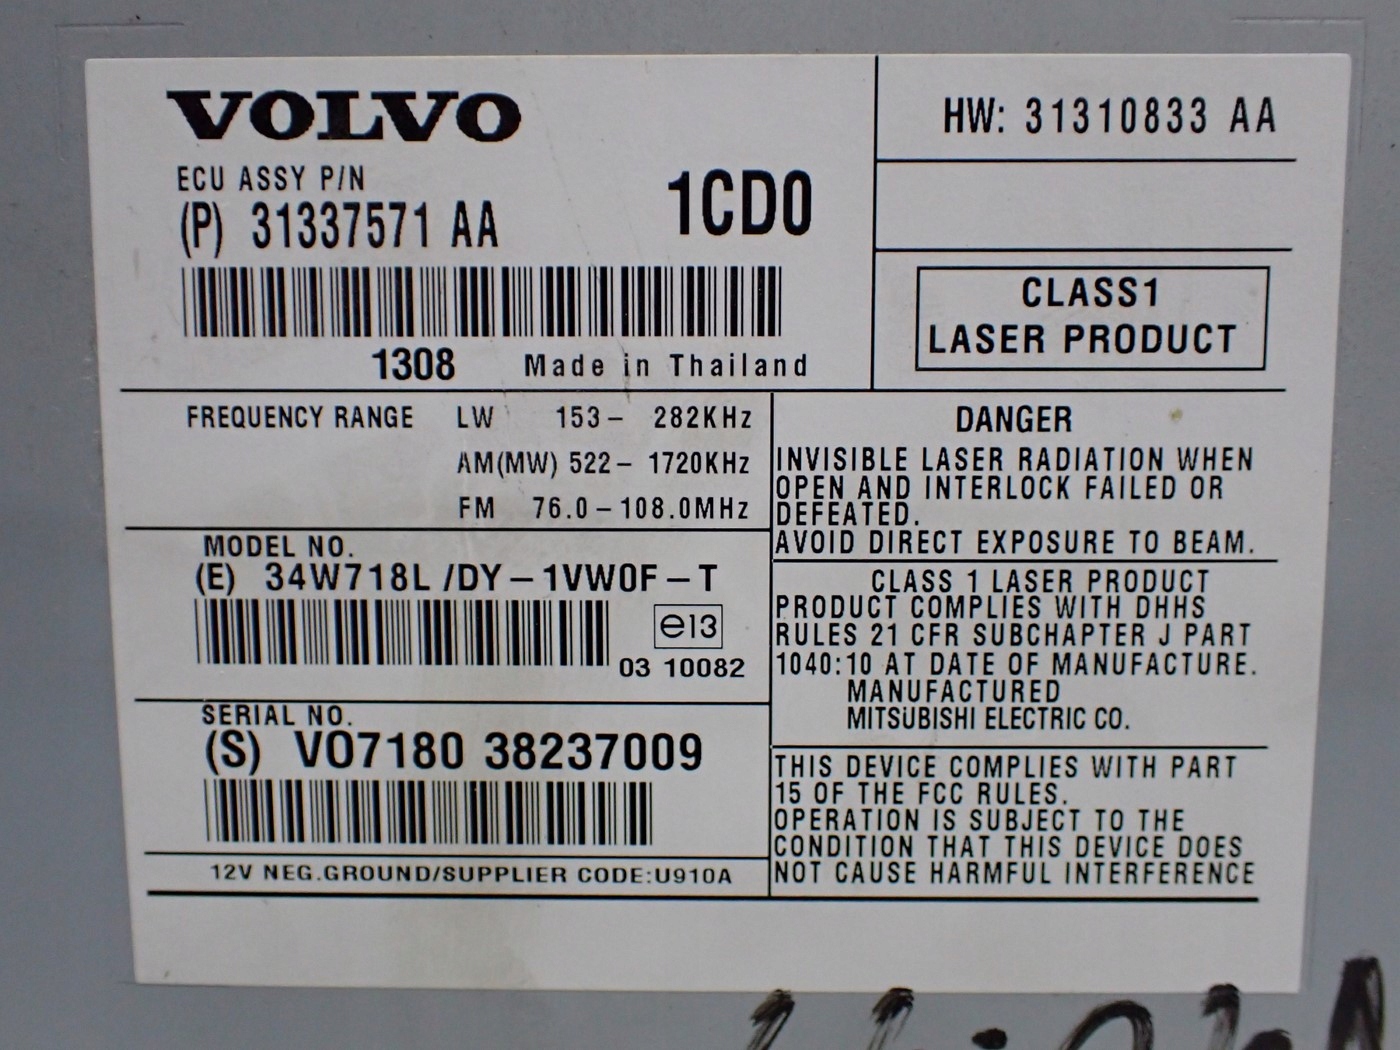 VOLVO
HW: 31310833 AA
ECU ASSY P/N
(P) 31337571 AA
1CD0
CLASS1
LASER PRODUCT
1308 Made in Thailand
FREQUENCY RANGE LW 153 - 282KHz
AM(MW) 522 - 1720KHz
FM 76.0 - 108.0MHz
DANGER
INVISIBLE LASER RADIATION WHEN
OPEN AND INTERLOCK FAILED OR
DEFEATED.
AVOID DIRECT EXPOSURE TO BEAM.
MODEL NO.
(E) 34W718L /DY-1VW0F-T
e13
03 10082
CLASS 1 LASER PRODUCT
PRODUCT COMPLIES WITH DHHS
RULES 21 CFR SUBCHAPTER J PART
1040:10 AT DATE OF MANUFACTURE.
MANUFACTURED
MITSUBISHI ELECTRIC CO.
SERIAL NO.
(S) VO7180 38237009
THIS DEVICE COMPLIES WITH PART
15 OF THE FCC RULES.
OPERATION IS SUBJECT TO THE
CONDITION THAT THIS DEVICE DOES
NOT CAUSE HARMFUL INTERFERENCE
12V NEG.GROUND/SUPPLIER CODE:U910A